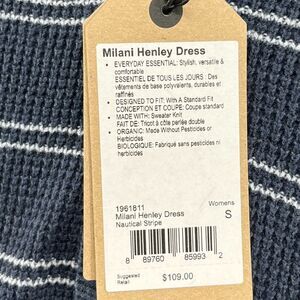 Milani Henley Dress
• EVERYDAY ESSENTIAL: Stylish, versatile &
comfortable
ESSENTIEL DE TOUS LES JOURS : Des
vêtements de base polyvalents, durables et
raffinés
• DESIGNED TO FIT: With A Standard Fit
CONCEPTION ET COUPE: Coupe standard
• MADE WITH: Sweater Knit
FAIT DE: Tricot à côte perlée double
• ORGANIC: Made Without Pesticides or
Herbicides
BIOLOGIQUE: Fabriqué sans pesticides ni
herbicides
1961811
Womens
Milani Henley Dress
S
Nautical Stripe
8 89760 85993 2
Suggested
Retail
$109.00